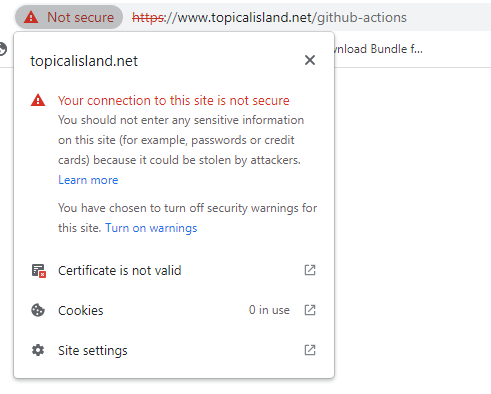 Not secure https://www.topicalisland.net/github-actions
wnload Bundle f...
topicalisland.net
Your connection to this site is not secure
You should not enter any sensitive information
on this site (for example, passwords or credit
cards) because it could be stolen by attackers.
Learn more
You have chosen to turn off security warnings for
this site. Turn on warnings
Certificate is not valid
Cookies 0 in use
Site settings